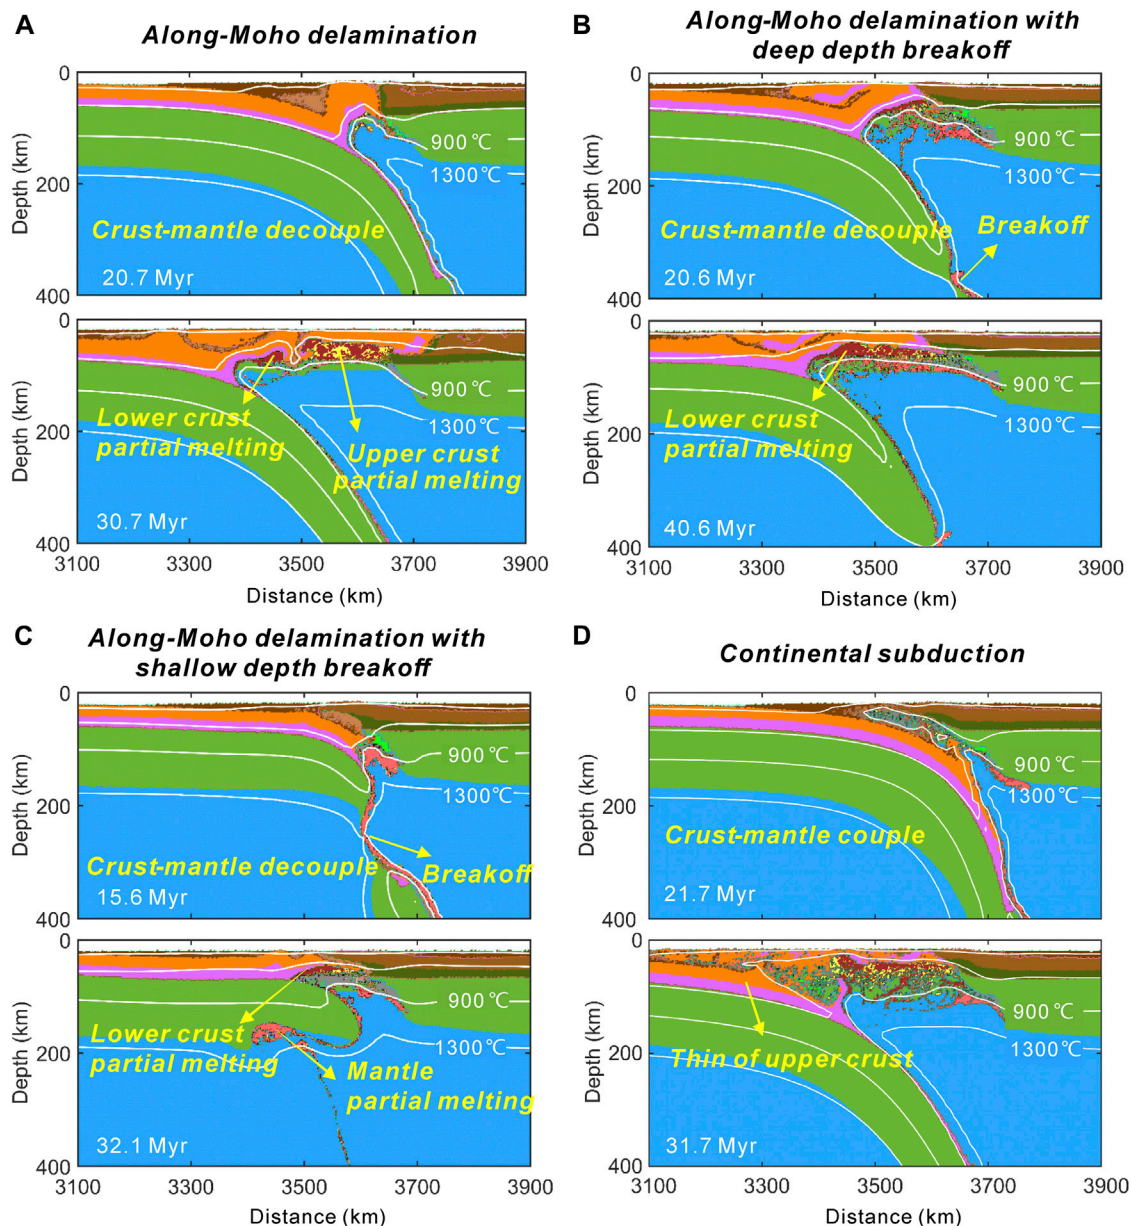 A
Along-Moho delamination
0
200
400
Depth (km)
900℃
1300℃
Crust-mantle decouple
20.7 Myr
0
200
400
Depth (km)
900℃
1300℃
Lower crust
partial melting
Upper crust
partial melting
30.7 Myr
3100
3300
3500
3700
3900
Distance (km)
B
Along-Moho delamination with
deep depth breakoff
0
200
400
Depth (km)
900℃
1300℃
Crust-mantle decouple
Breakoff
20.6 Myr
0
200
400
Depth (km)
900℃
1300℃
Lower crust
partial melting
40.6 Myr
3100
3300
3500
3700
3900
Distance (km)
C
Along-Moho delamination with
shallow depth breakoff
0
200
400
Depth (km)
900℃
1300℃
Crust-mantle decouple
Breakoff
15.6 Myr
0
200
400
Depth (km)
900℃
1300℃
Lower crust
partial melting
Mantle
partial melting
32.1 Myr
3100
3300
3500
3700
3900
Distance (km)
D
Continental subduction
0
200
400
Depth (km)
900℃
1300℃
Crust-mantle couple
21.7 Myr
0
200
400
Depth (km)
900℃
1300℃
Thin of upper crust
31.7 Myr
3100
3300
3500
3700
3900
Distance (km)